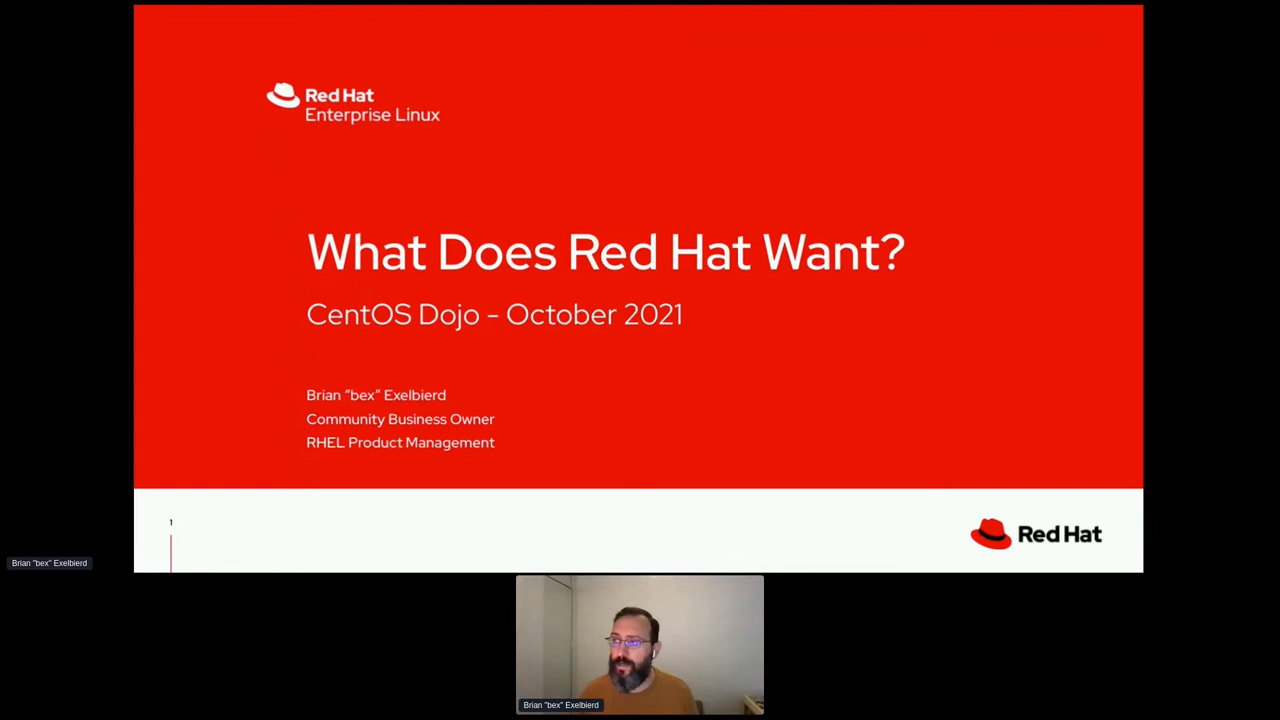 Red Hat
Enterprise Linux
What Does Red Hat Want?
CentOS Dojo - October 2021
Brian "bex" Exelbierd
Community Business Owner
RHEL Product Management
1
Red Hat
Brian "bex" Exelbierd
Brian "bex" Exelbierd